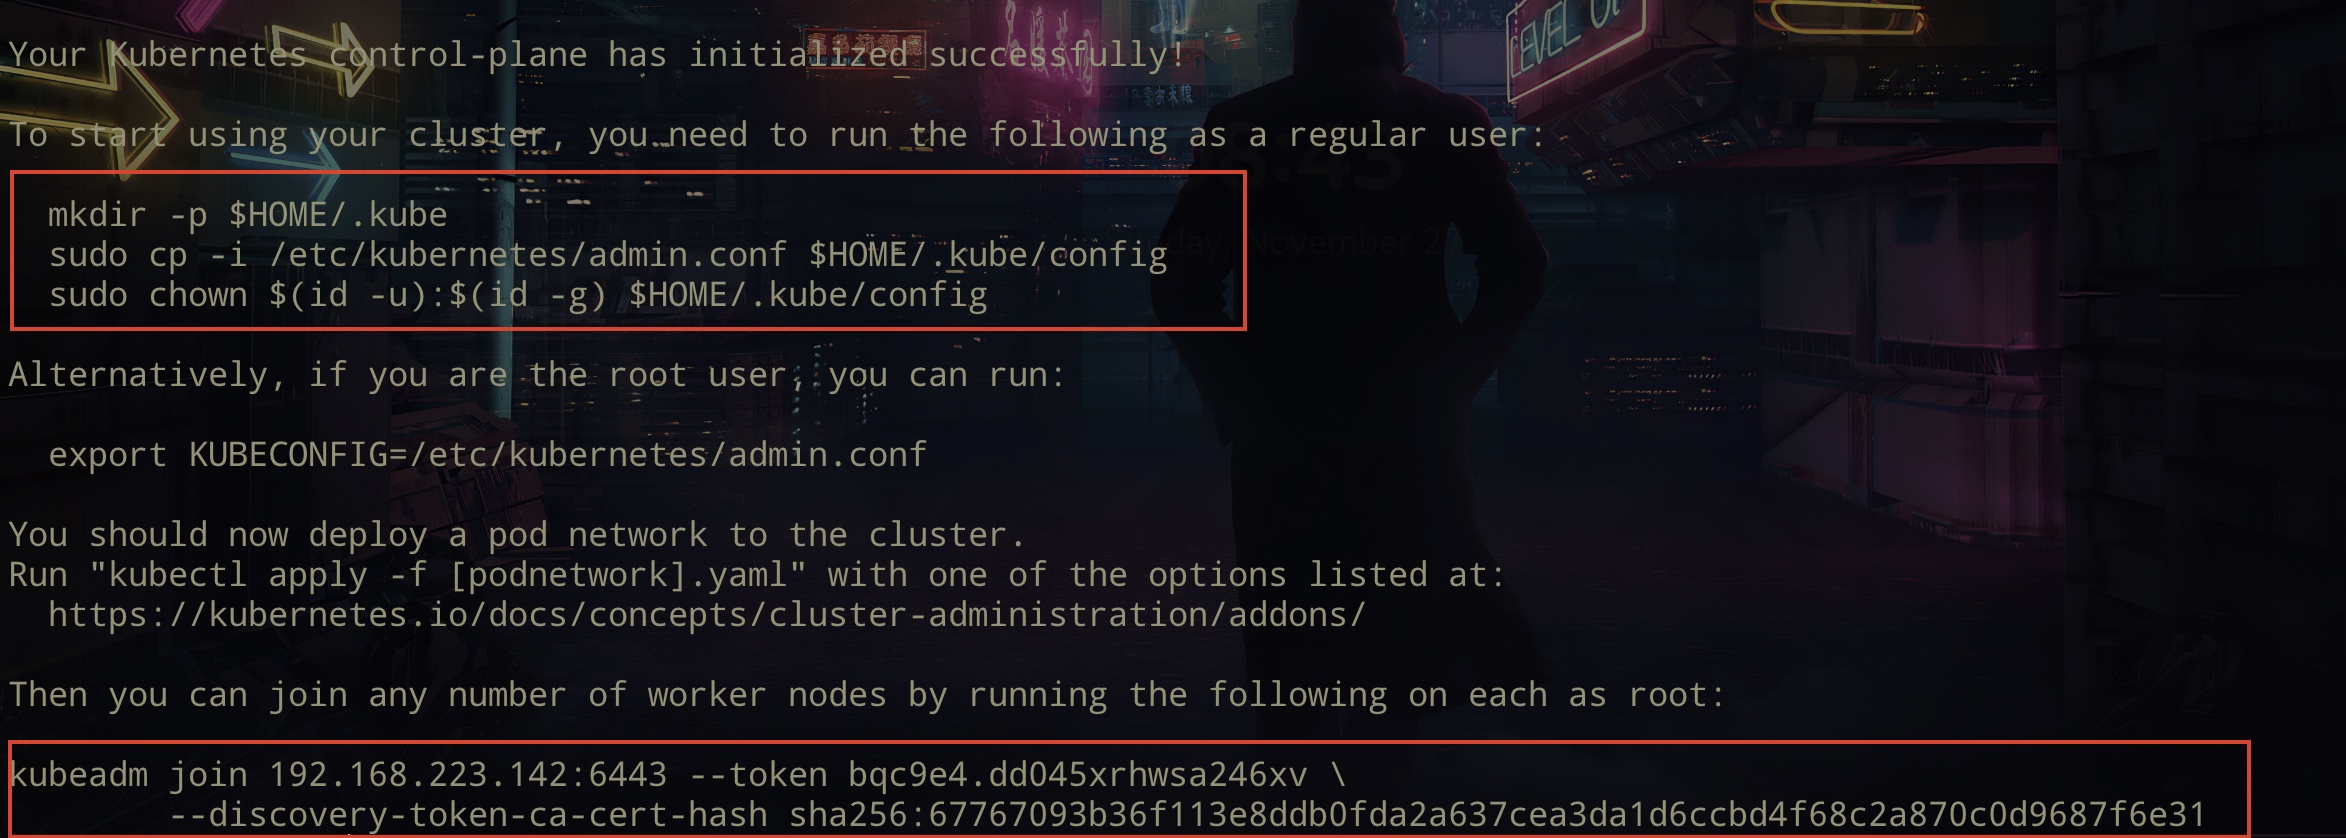 Your Kubernetes control-plane has initialized successfully!
To start using your cluster, you need to run the following as a regular user:
mkdir -p $HOME/.kube
sudo cp -i /etc/kubernetes/admin.conf $HOME/.kube/config
sudo chown $(id -u):$(id -g) $HOME/.kube/config
Alternatively, if you are the root user, you can run:
export KUBECONFIG=/etc/kubernetes/admin.conf
You should now deploy a pod network to the cluster.
Run "kubectl apply -f [podnetwork].yaml" with one of the options listed at:
https://kubernetes.io/docs/concepts/cluster-administration/addons/
Then you can join any number of worker nodes by running the following on each as root:
kubeadm join 192.168.223.142:6443 --token bqc9e4.dd045xrhwsa246xv \
--discovery-token-ca-cert-hash sha256:67767093b36f113e8ddb0fda2a637cea3da1d6ccbd4f68c2a870c0d9687f6e31
LEVEL
November